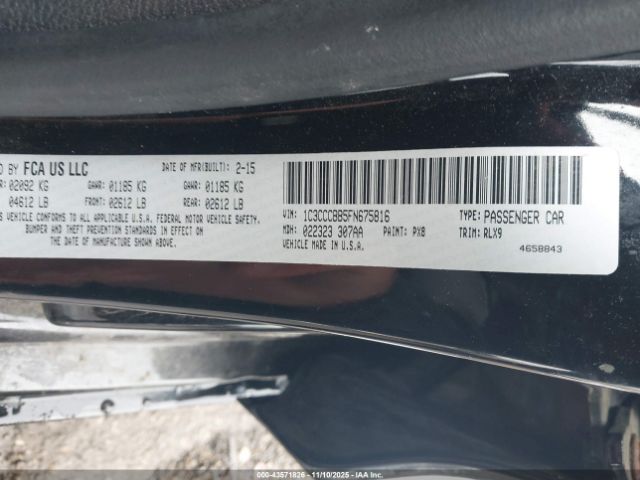 D BY FCA US LLC DATE OF MFR(BUILT): 2-15
R: 02092 KG GAWR: 01185 KG GAWR: 01185 KG
04612 LB FRONT: 02612 LB REAR: 02612 LB
S VEHICLE CONFORMS TO ALL APPLICABLE U.S.A. FEDERAL MOTOR VEHICLE SAFETY,
BUMPER AND THEFT PREVENTION STANDARDS IN EFFECT ON
THE DATE OF MANUFACTURE SHOWN ABOVE.
VIN: 1C3CCCBB5FN675816 TYPE: PASSENGER CAR
MDH: 022323 307AA PAINT: PX8 TRIM: RLX9
VEHICLE MADE IN U.S.A. 4658843
000-43571826 - 11/10/2025 - IAAI.COM